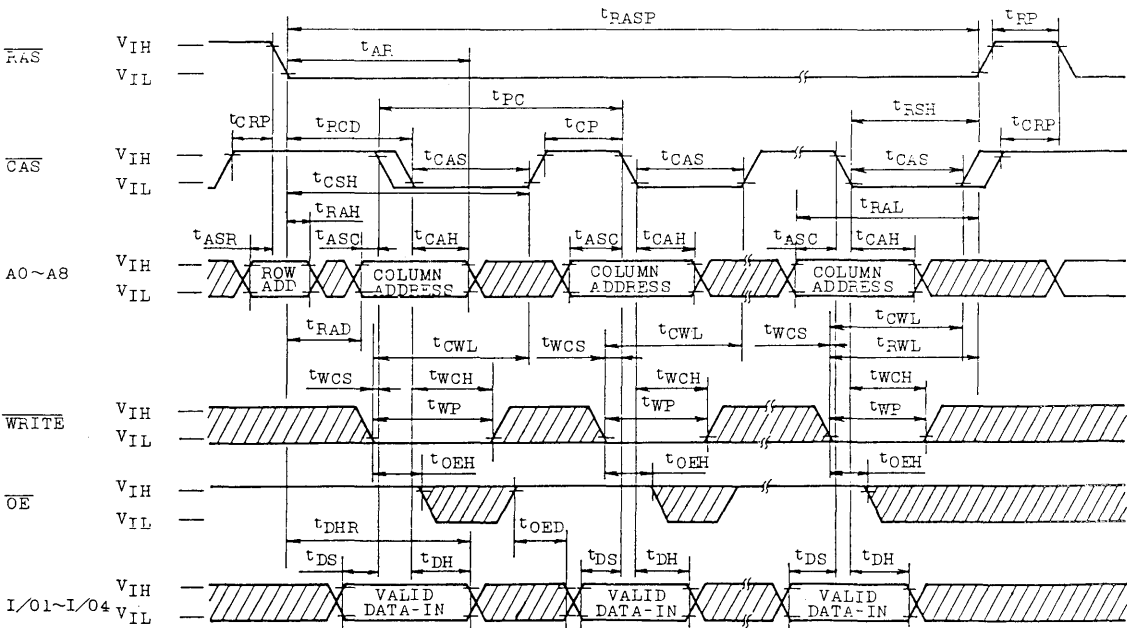 tRASP
tRP
tAR
RAS
VIH
VIL
tPC
tRSH
tCRP
tRCD
tCP
tCRP
CAS
VIH
VIL
tCAS
tCAS
tCAS
tCSH
tRAH
tRAL
tASR
tASC
tCAH
tASC
tCAH
tASC
tCAH
A0~A8
VIH
VIL
ROW
ADD
COLUMN
ADDRESS
COLUMN
ADDRESS
COLUMN
ADDRESS
tRAD
tCWL
tWCS
tCWL
tWCS
tCWL
tRWL
tWCS
tWCH
tWCH
tWCH
WRITE
VIH
VIL
tWP
tWP
tWP
tOEH
tOEH
tOEH
OE
VIH
VIL
tDHR
tOED
tDS
tDH
tDS
tDH
tDS
tDH
I/O1~I/O4
VIH
VIL
VALID
DATA-IN
VALID
DATA-IN
VALID
DATA-IN